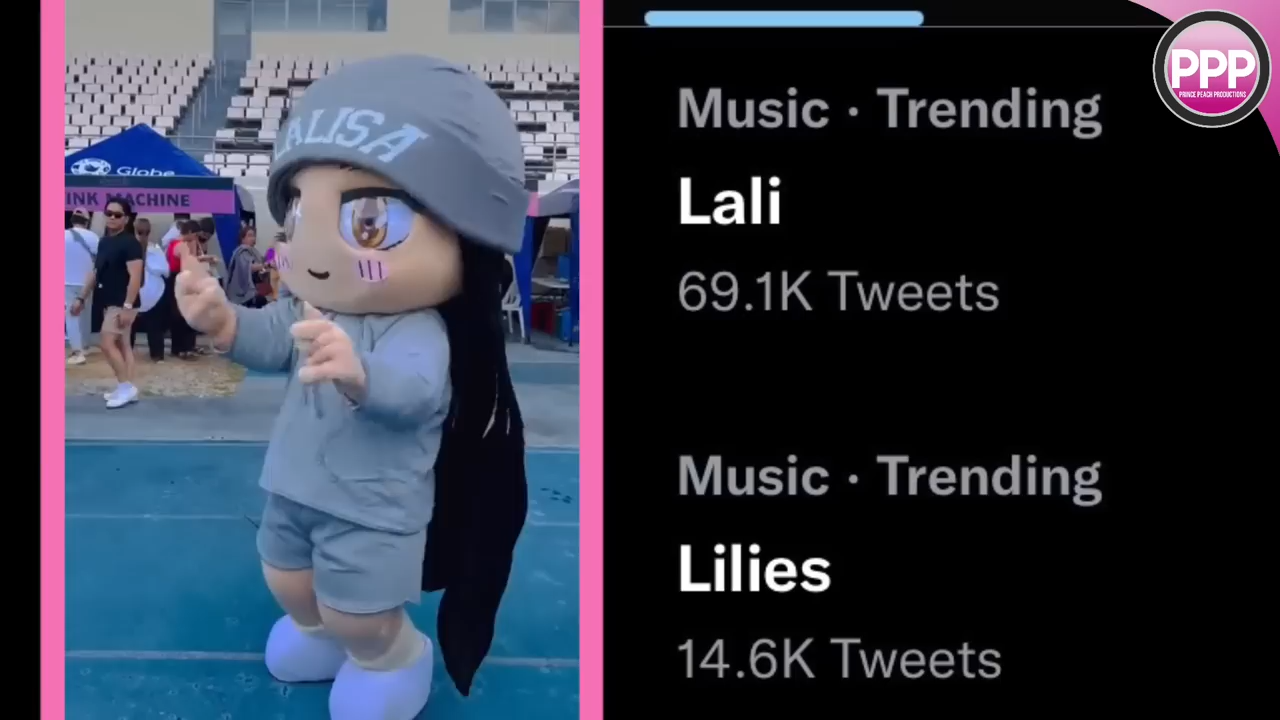 ALISA
Globe
INK MACHINE
Music · Trending
Lali
69.1K Tweets
Music · Trending
Lilies
14.6K Tweets
PPP
PRINCE PEACH PRODUCTIONS